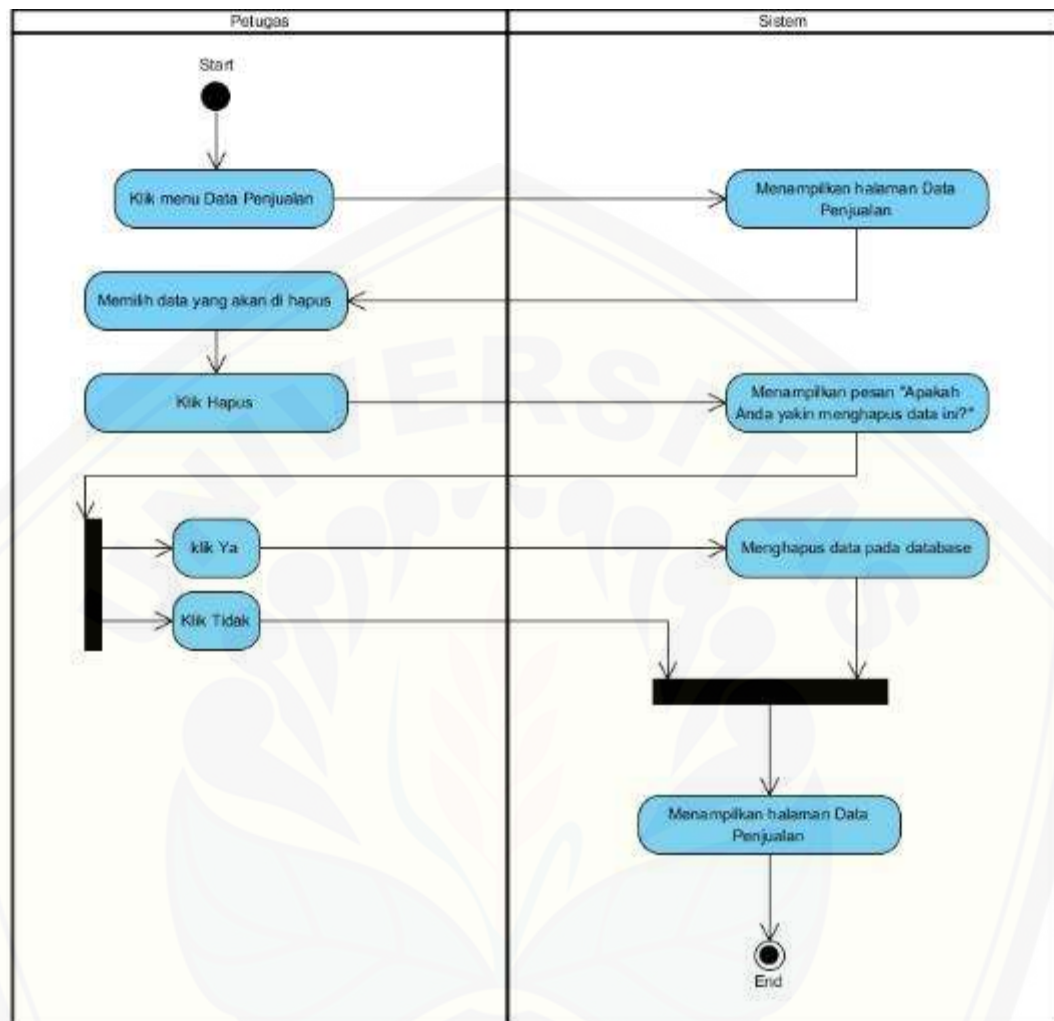 Petugas
Sistem
Start
Klik menu Data Penjualan
Menampilkan halaman Data
Penjualan
Memilih data yang akan di hapus
Klik Hapus
Menampilkan pesan "Apakah
Anda yakin menghapus data ini?"
klik Ya
Menghapus data pada database
Klik Tidak
Menampilkan halaman Data
Penjualan
End
UNIVERSITAS